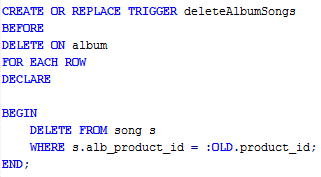 CREATE OR REPLACE TRIGGER deleteAlbumSongs
BEFORE
DELETE ON album
FOR EACH ROW
DECLARE
BEGIN
DELETE FROM song s
WHERE s.alb_product_id = :OLD.product_id;
END;